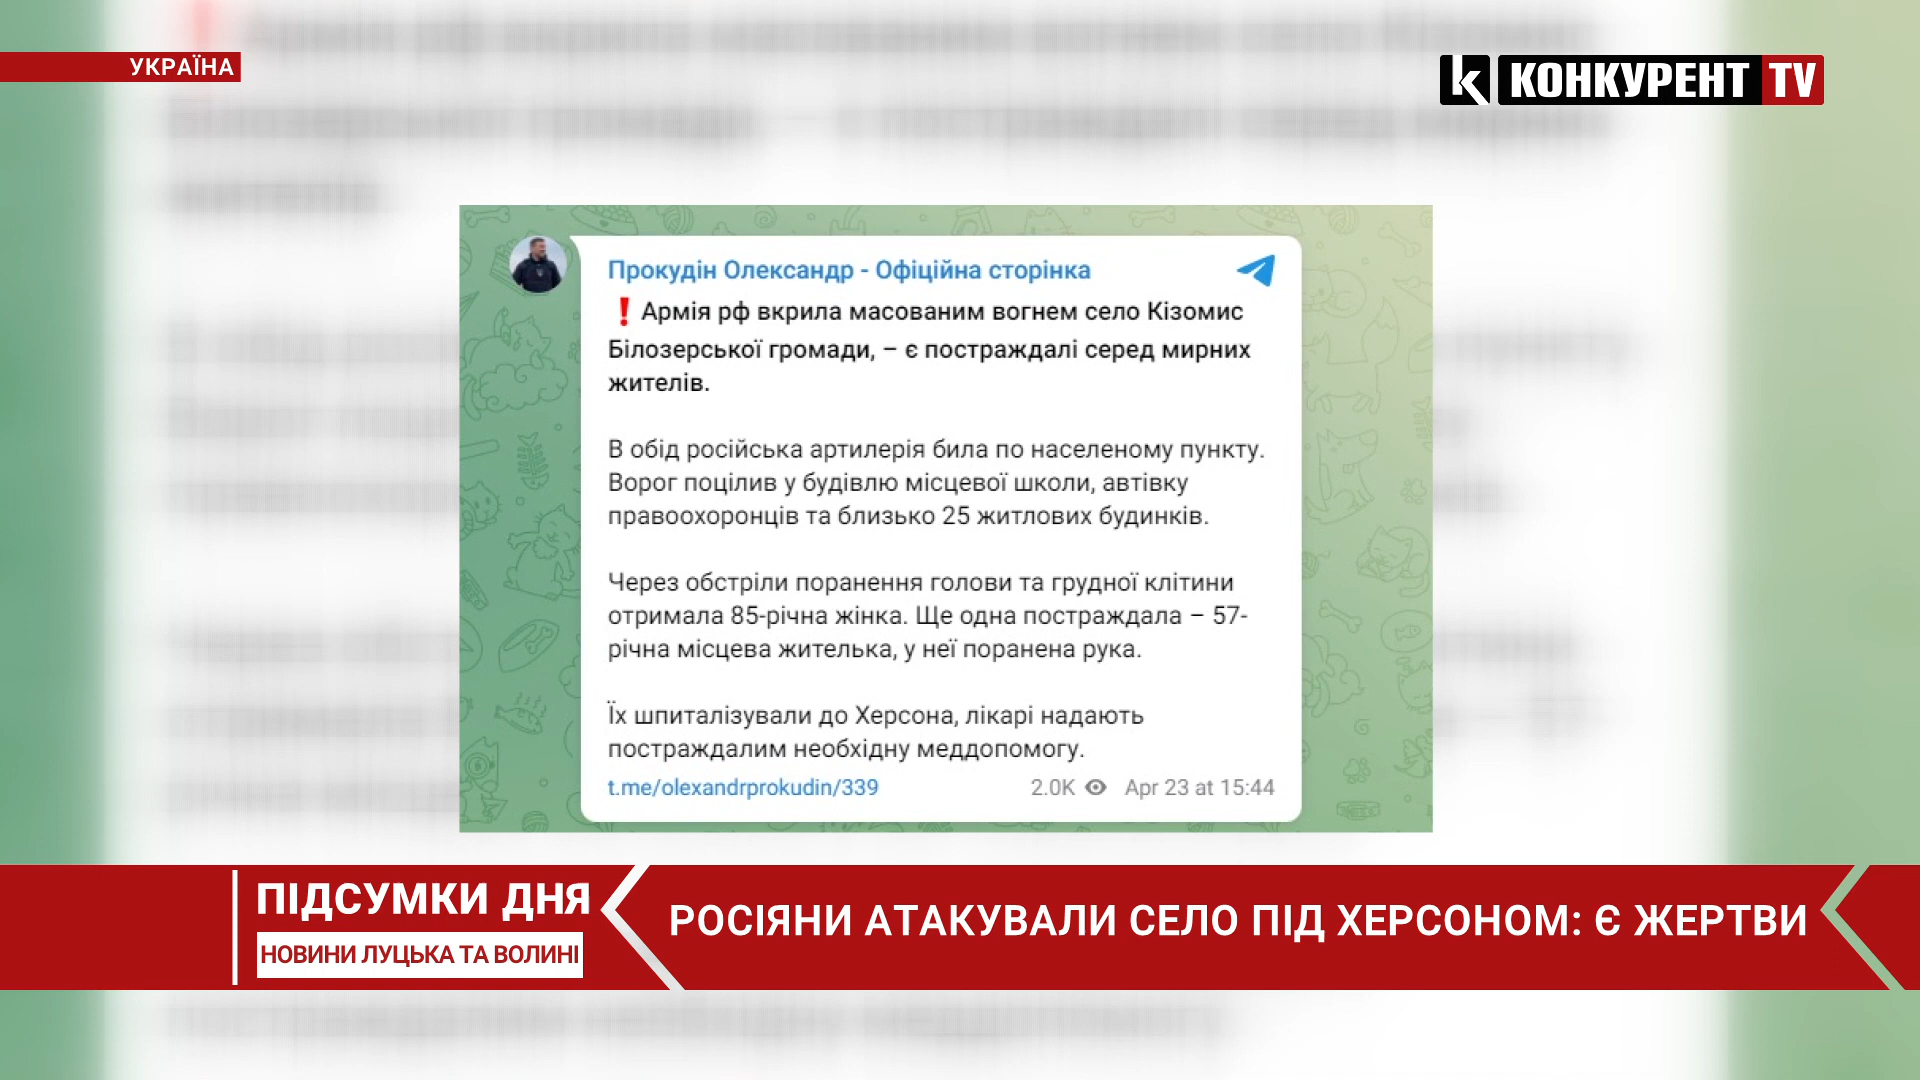 УКРАЇНА
КОНКУРЕНТ TV
Прокудін Олександр - Офіційна сторінка
❗ Армія рф вкрила масованим вогнем село Кізомис
Білозерської громади, – є постраждалі серед мирних
жителів.
В обід російська артилерія била по населеному пункту.
Ворог поцілив у будівлю місцевої школи, автівку
правоохоронців та близько 25 житлових будинків.
Через обстріли поранення голови та грудної клітини
отримала 85-річна жінка. Ще одна постраждала – 57-
річна місцева жителька, у неї поранена рука.
Їх шпиталізували до Херсона, лікарі надають
постраждалим необхідну меддопомогу.
t.me/olexandrprokudin/339 2.0K Apr 23 at 15:44
ПІДСУМКИ ДНЯ
НОВИНИ ЛУЦЬКА ТА ВОЛИНІ
РОСІЯНИ АТАКУВАЛИ СЕЛО ПІД ХЕРСОНОМ: Є ЖЕРТВИ